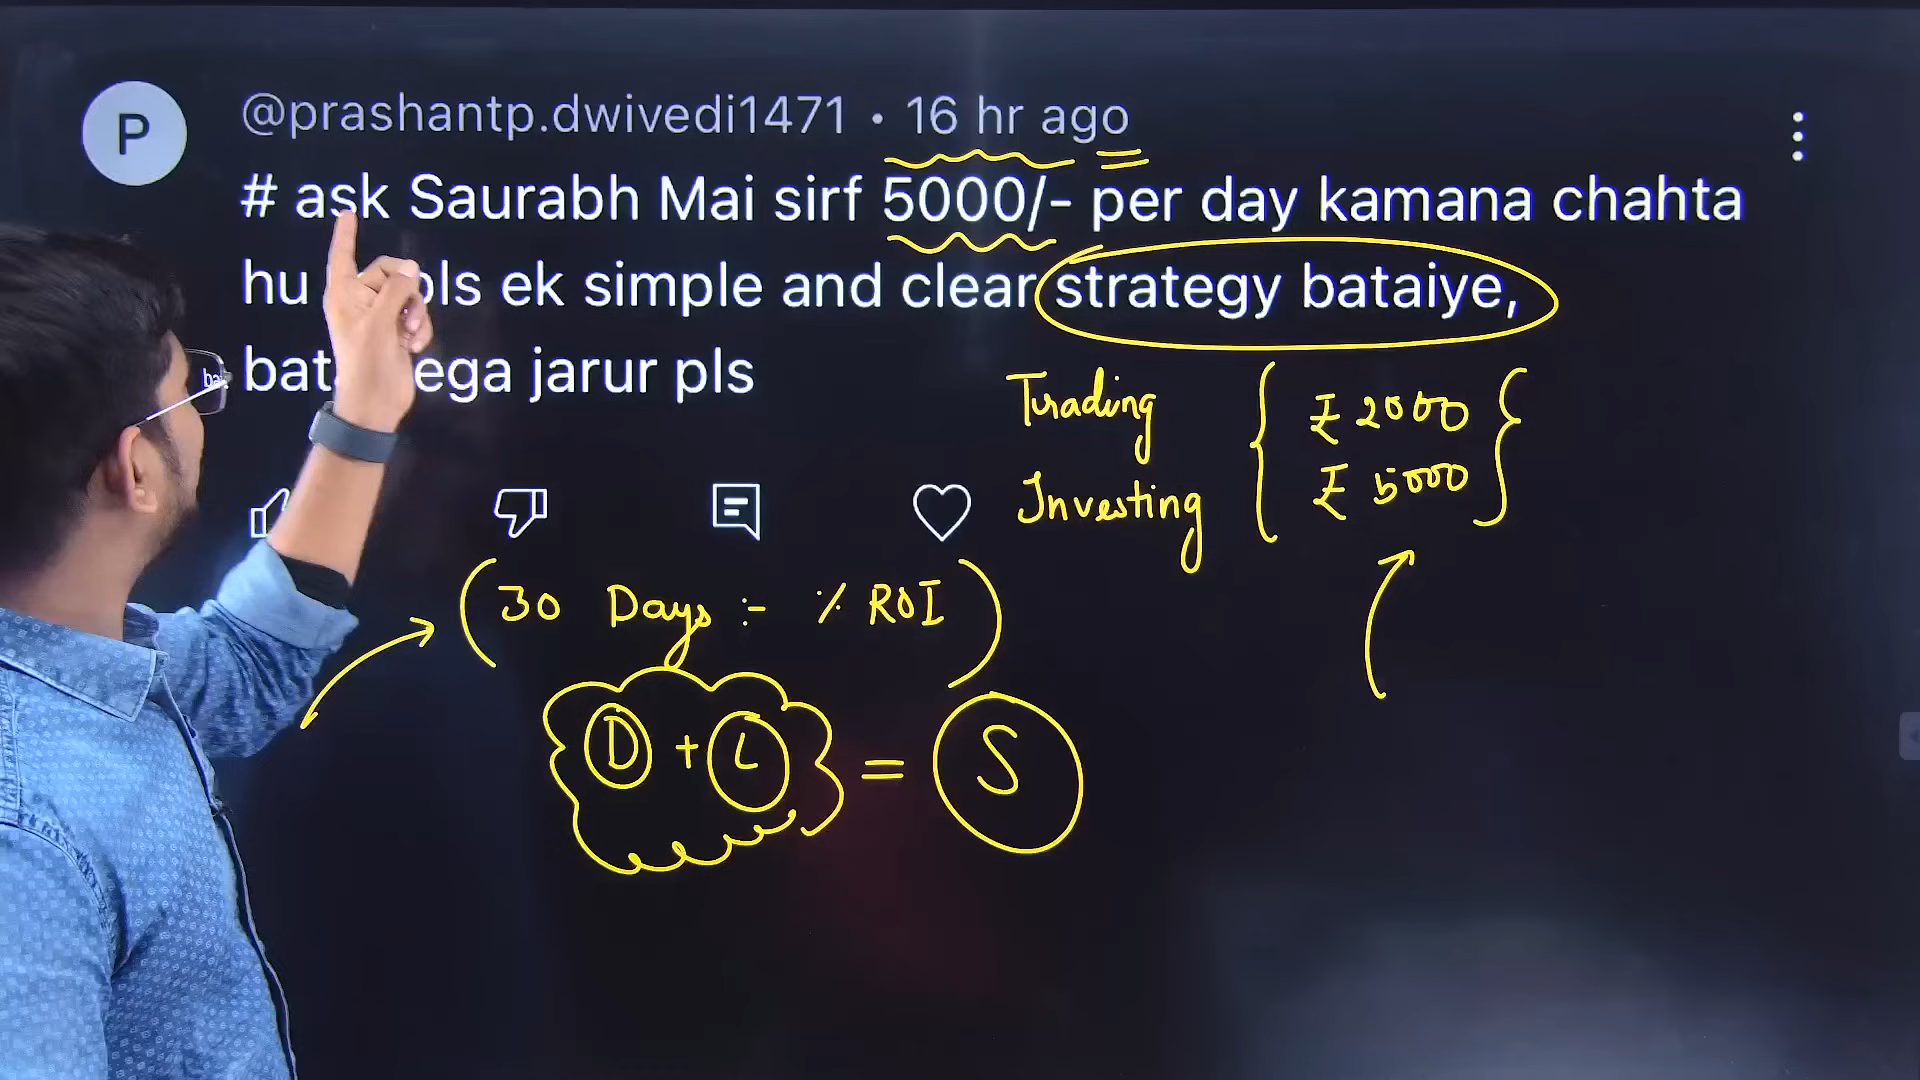 P
@prashantp.dwivedi1471 • 16 hr ago
# ask Saurabh Mai sirf 5000/- per day kamana chahta
hu pls ek simple and clear strategy bataiye,
jarur pls
Trading
Investing
₹ 2000
₹ 5000
30 Days :- % ROI
D + L = S